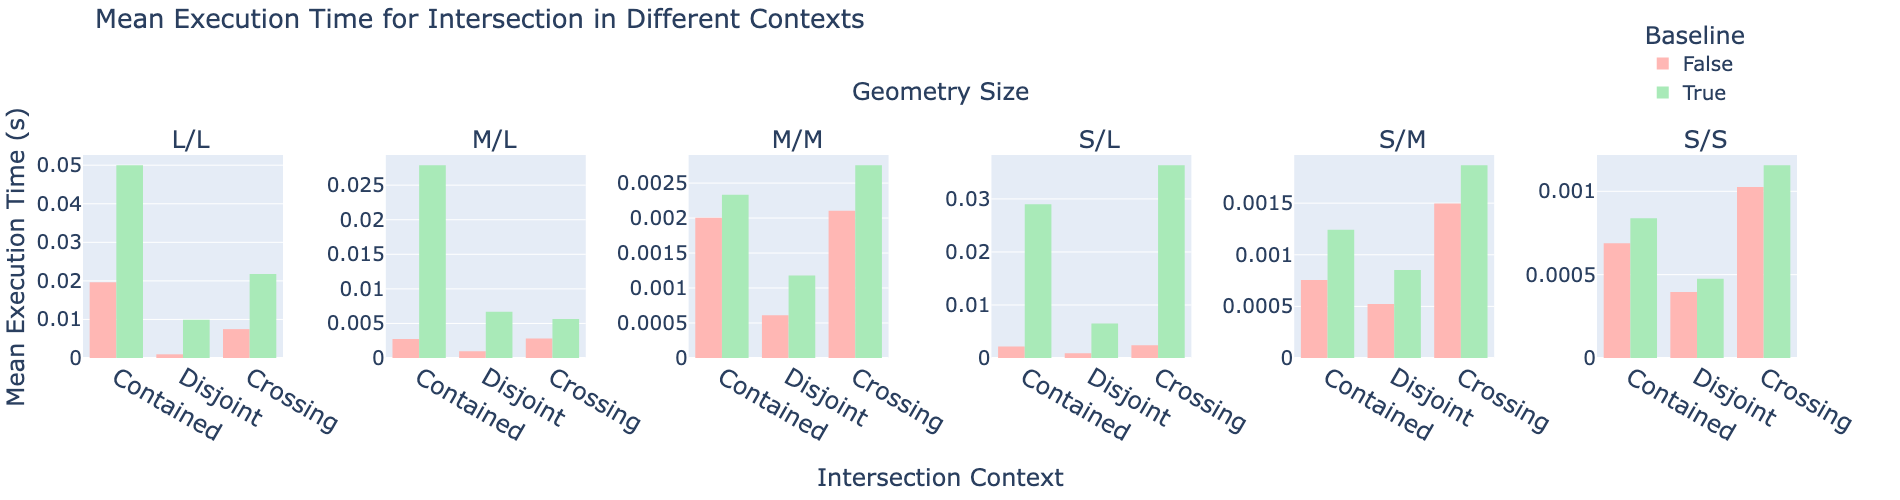 Mean Execution Time for Intersection in Different Contexts
Baseline
False
True
Geometry Size
Mean Execution Time (s)
L/L
0.05
0.04
0.03
0.02
0.01
0
Contained
Disjoint
Crossing
M/L
0.025
0.02
0.015
0.01
0.005
0
Contained
Disjoint
Crossing
M/M
0.0025
0.002
0.0015
0.001
0.0005
0
Contained
Disjoint
Crossing
S/L
0.03
0.02
0.01
0
Contained
Disjoint
Crossing
S/M
0.0015
0.001
0.0005
0
Contained
Disjoint
Crossing
S/S
0.001
0.0005
0
Contained
Disjoint
Crossing
Intersection Context